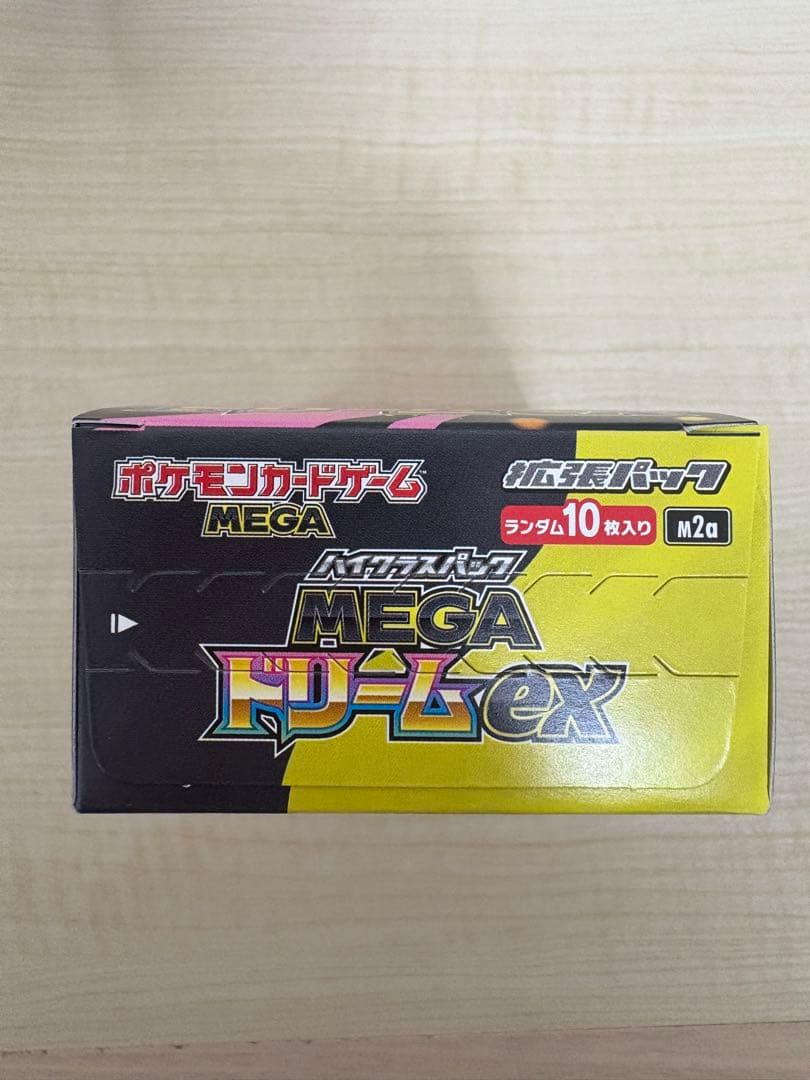 ポケモンカードゲーム™
MEGA
拡張パック
ランダム10枚入り
M2a
ハイクラスパック
MEGA
ドリームex